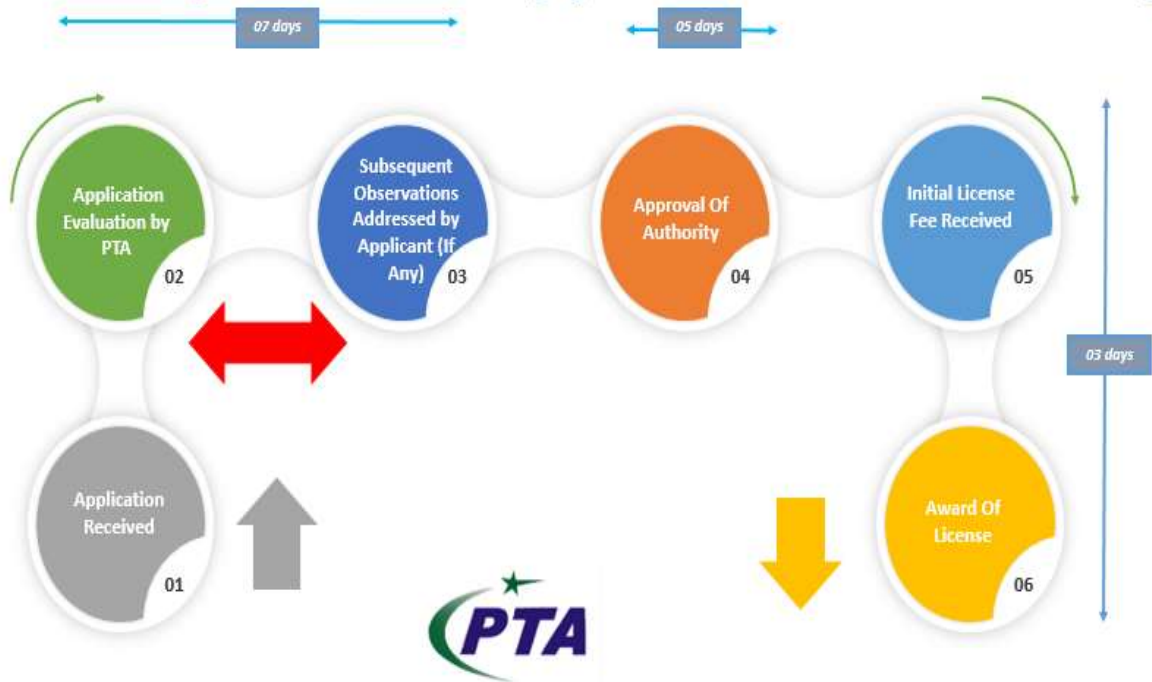 07 days
05 days
Application
Evaluation by
PTA
02
Subsequent
Observations
Addressed by
Applicant (If
Any)
03
Approval Of
Authority
04
Initial License
Fee Received
05
03 days
Application
Received
01
Award Of
License
06
PTA